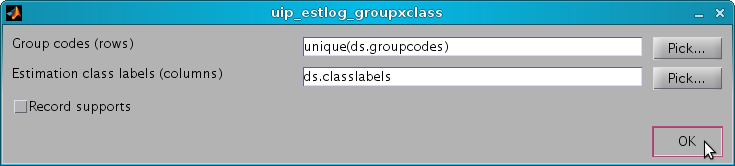 uip_estlog_groupxclass
Group codes (rows) unique(ds.groupcodes) Pick...
Estimation class labels (columns) ds.classlabels Pick...
Record supports
OK